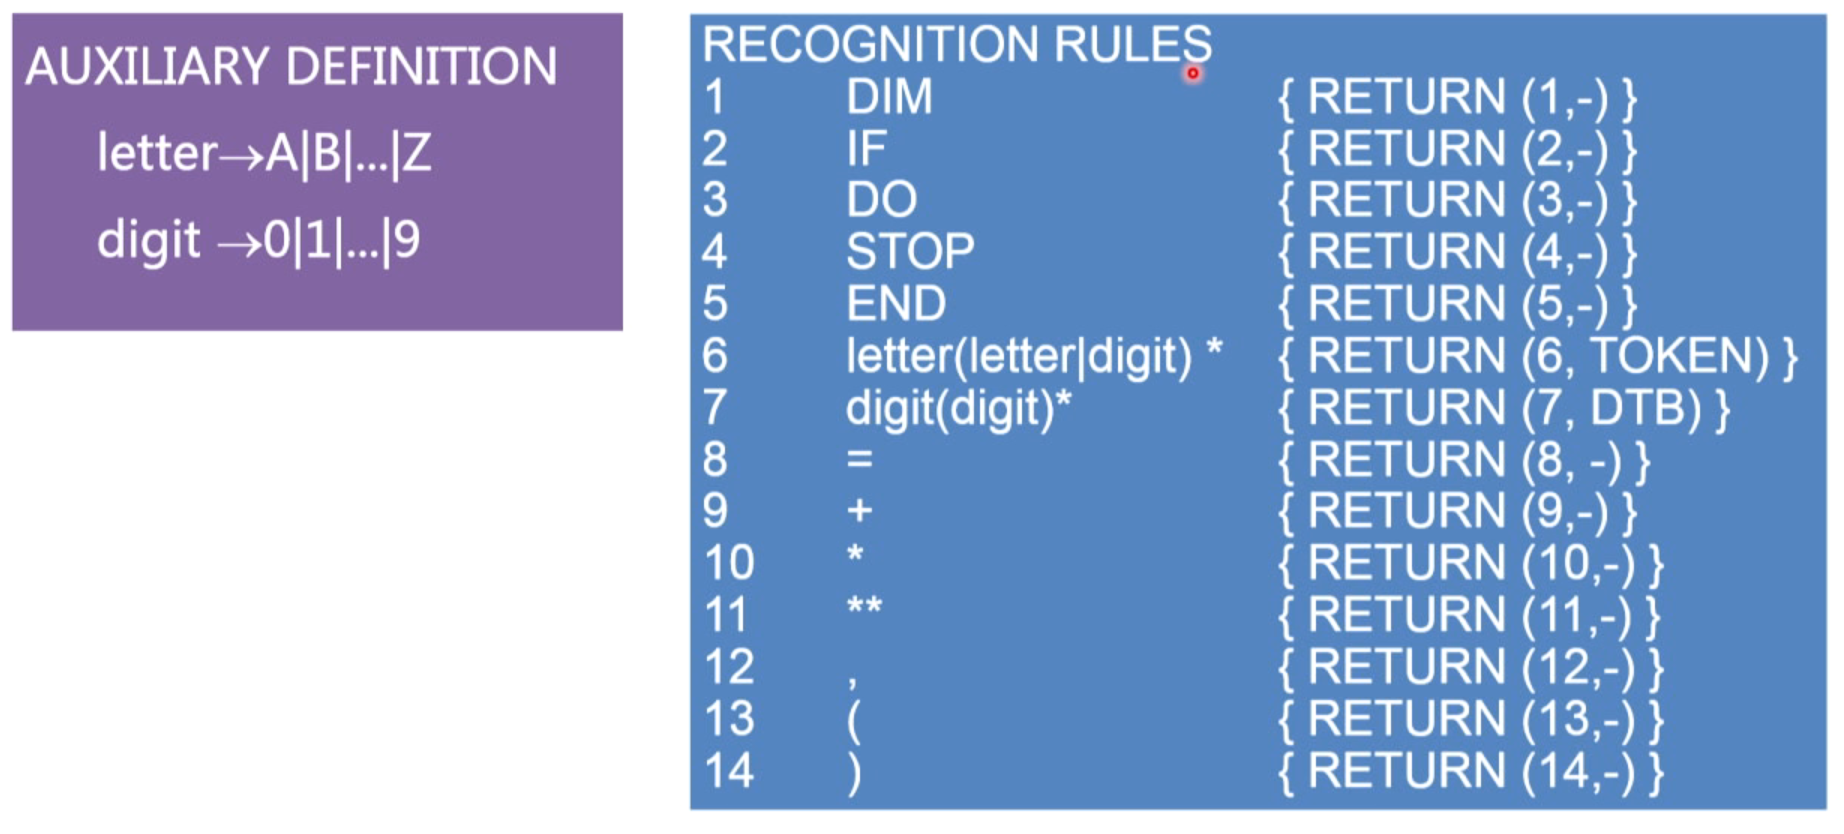 AUXILIARY DEFINITION
letter→A|B|...|Z
digit →0|1|...|9
RECOGNITION RULES
1 DIM { RETURN (1,-) }
2 IF { RETURN (2,-) }
3 DO { RETURN (3,-) }
4 STOP { RETURN (4,-) }
5 END { RETURN (5,-) }
6 letter(letter|digit) * { RETURN (6, TOKEN) }
7 digit(digit)* { RETURN (7, DTB) }
8 = { RETURN (8, -) }
9 + { RETURN (9,-) }
10 * { RETURN (10,-) }
11 ** { RETURN (11,-) }
12 , { RETURN (12,-) }
13 ( { RETURN (13,-) }
14 ) { RETURN (14,-) }